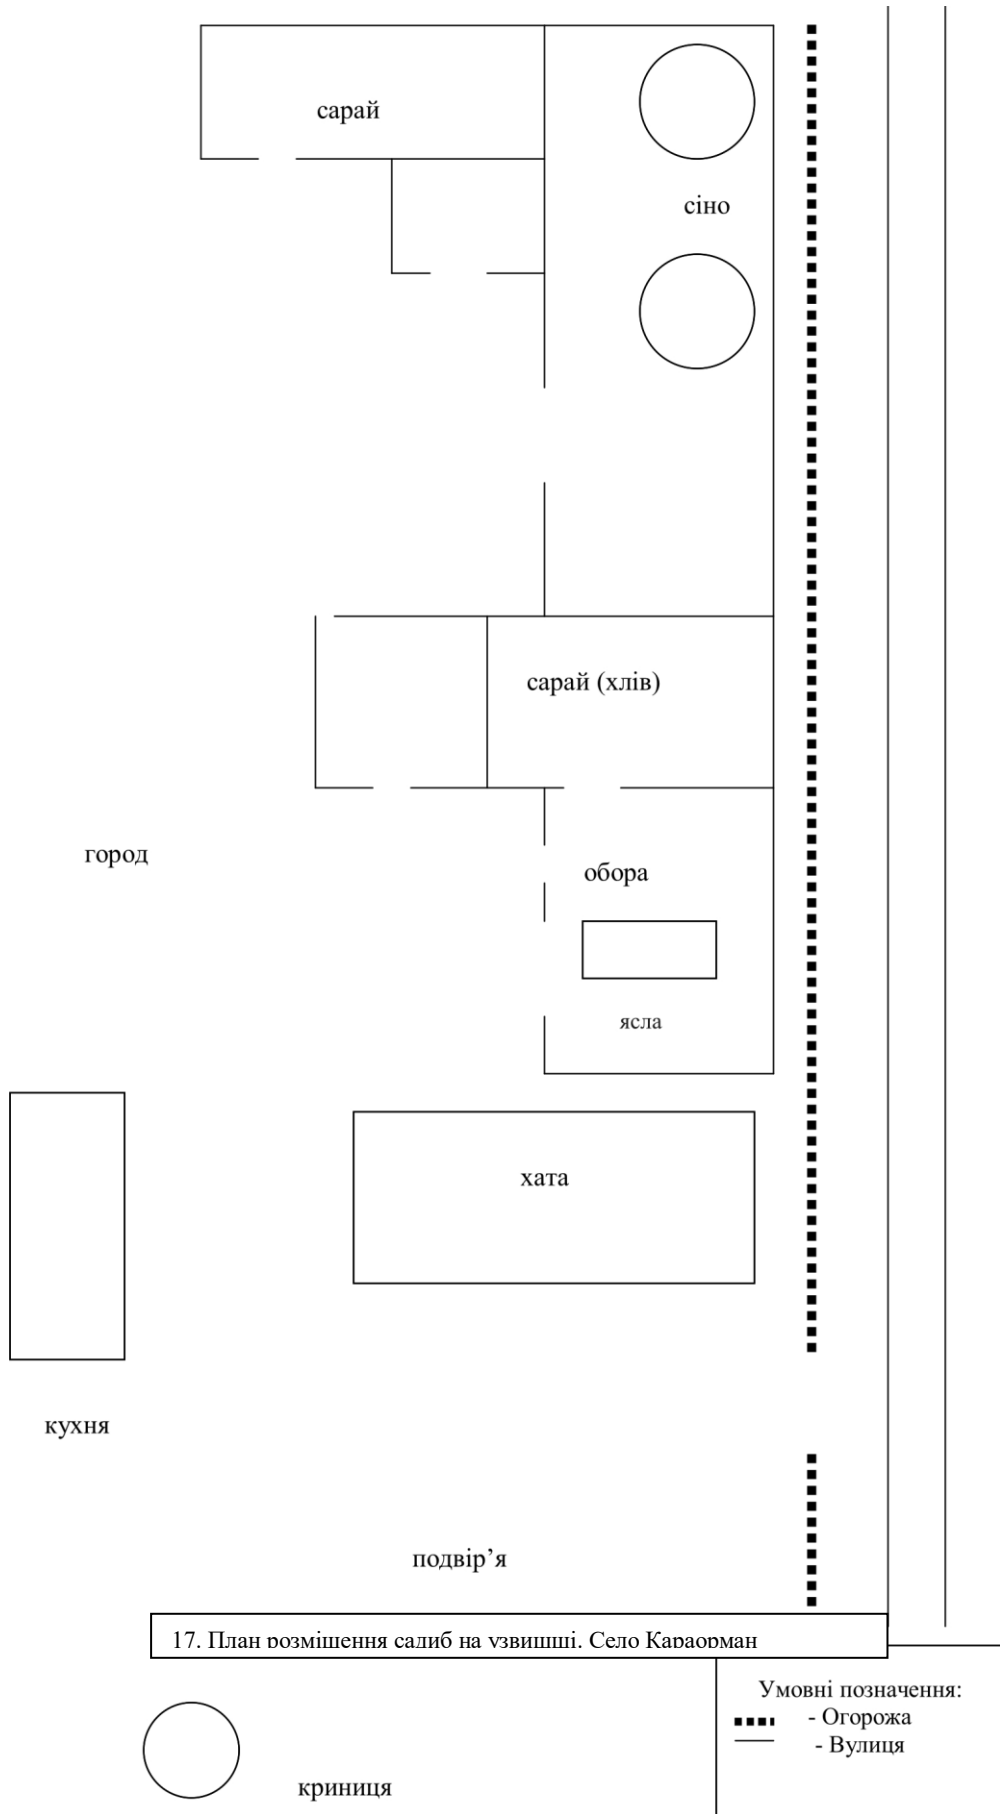 сарай
сіно
сарай (хлів)
город
обора
ясла
хата
кухня
подвір’я
17. План розміщення садиб на узвишші. Село Караорман
Умовні позначення:
- Огорожа
- Вулиця
криниця